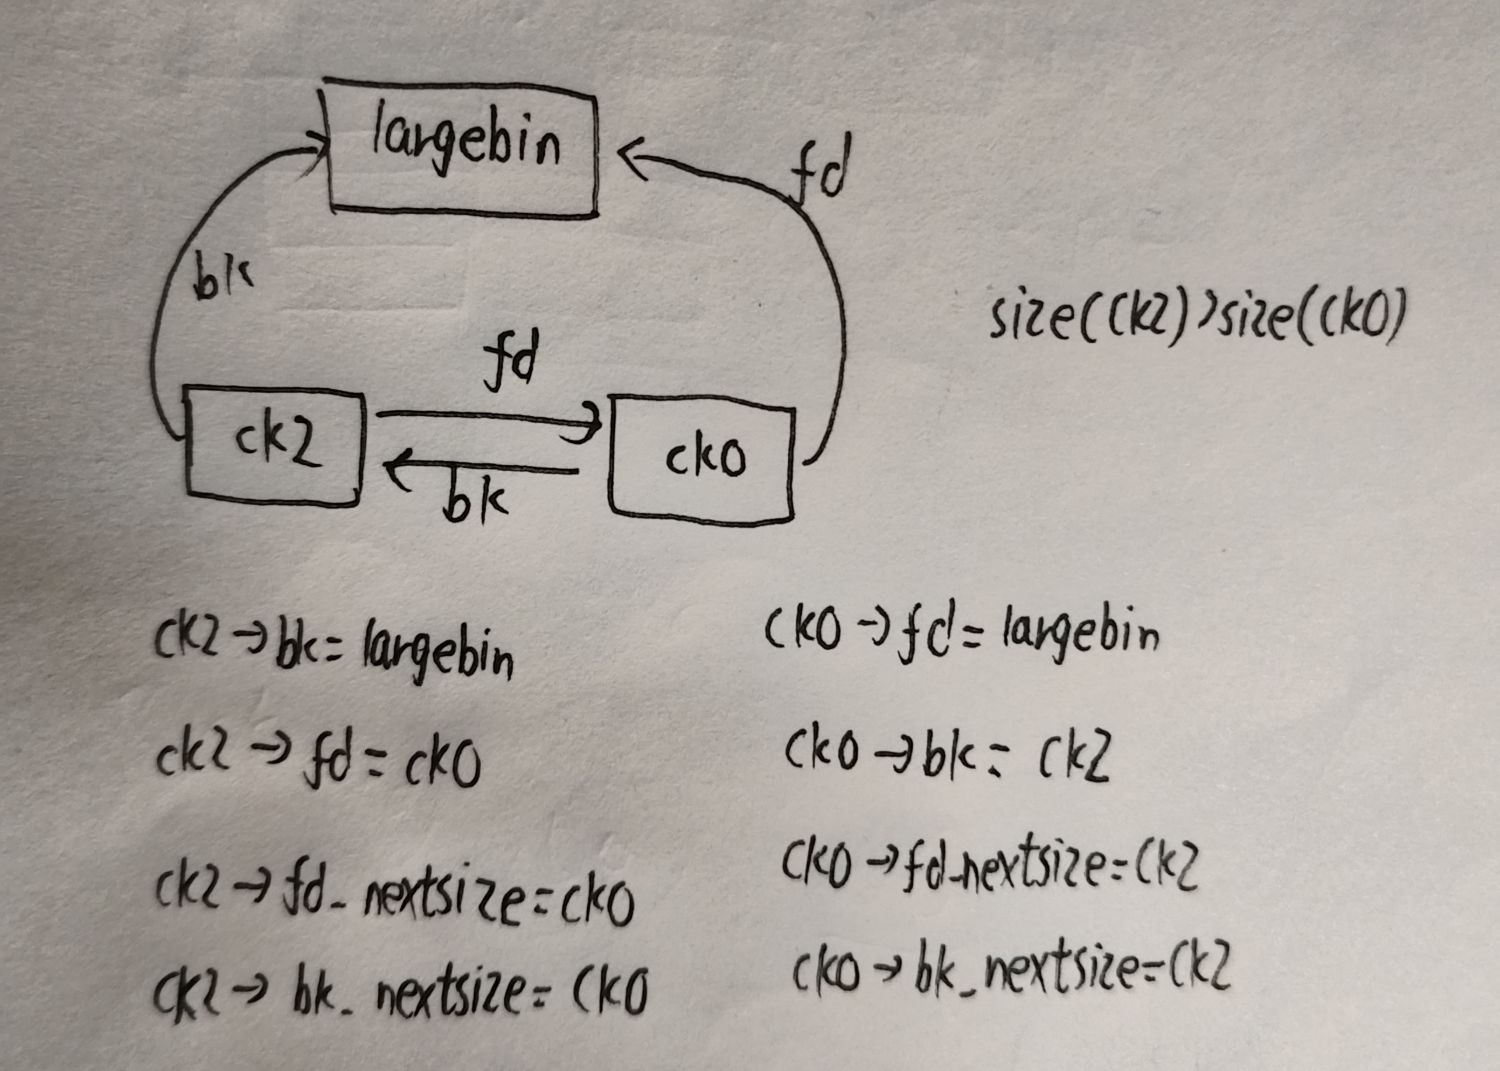 largebin
fd
bk
size(ck2)>size(ck0)
fd
ck2
ck0
bk
ck2→bk=largebin
ck0→fd=largebin
ck2→fd=ck0
ck0→bk=ck2
ck2→fd_nextsize=ck0
ck0→fd_nextsize=ck2
ck2→bk_nextsize=ck0
ck0→bk_nextsize=ck2